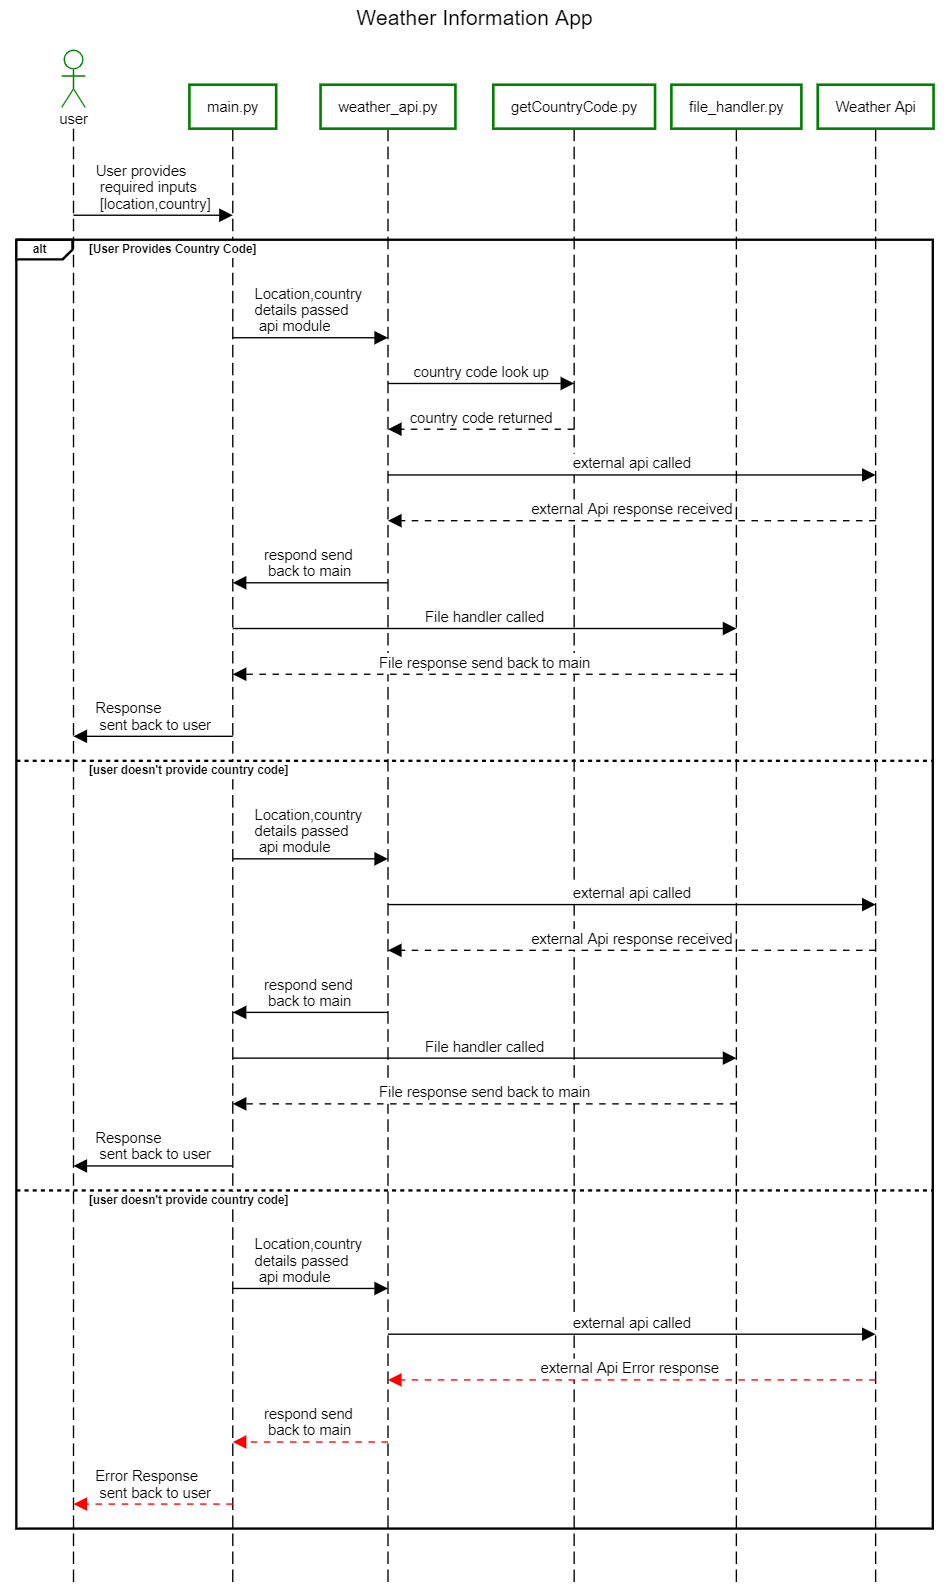 Weather Information App
user
main.py
weather_api.py
getCountryCode.py
file_handler.py
Weather Api
User provides
required inputs
[location,country]
alt
[User Provides Country Code]
Location,country
details passed
api module
country code look up
country code returned
external api called
external Api response received
respond send
back to main
File handler called
File response send back to main
Response
sent back to user
[user doesn't provide country code]
Location,country
details passed
api module
external api called
external Api response received
respond send
back to main
File handler called
File response send back to main
Response
sent back to user
[user doesn't provide country code]
Location,country
details passed
api module
external api called
external Api Error response
respond send
back to main
Error Response
sent back to user